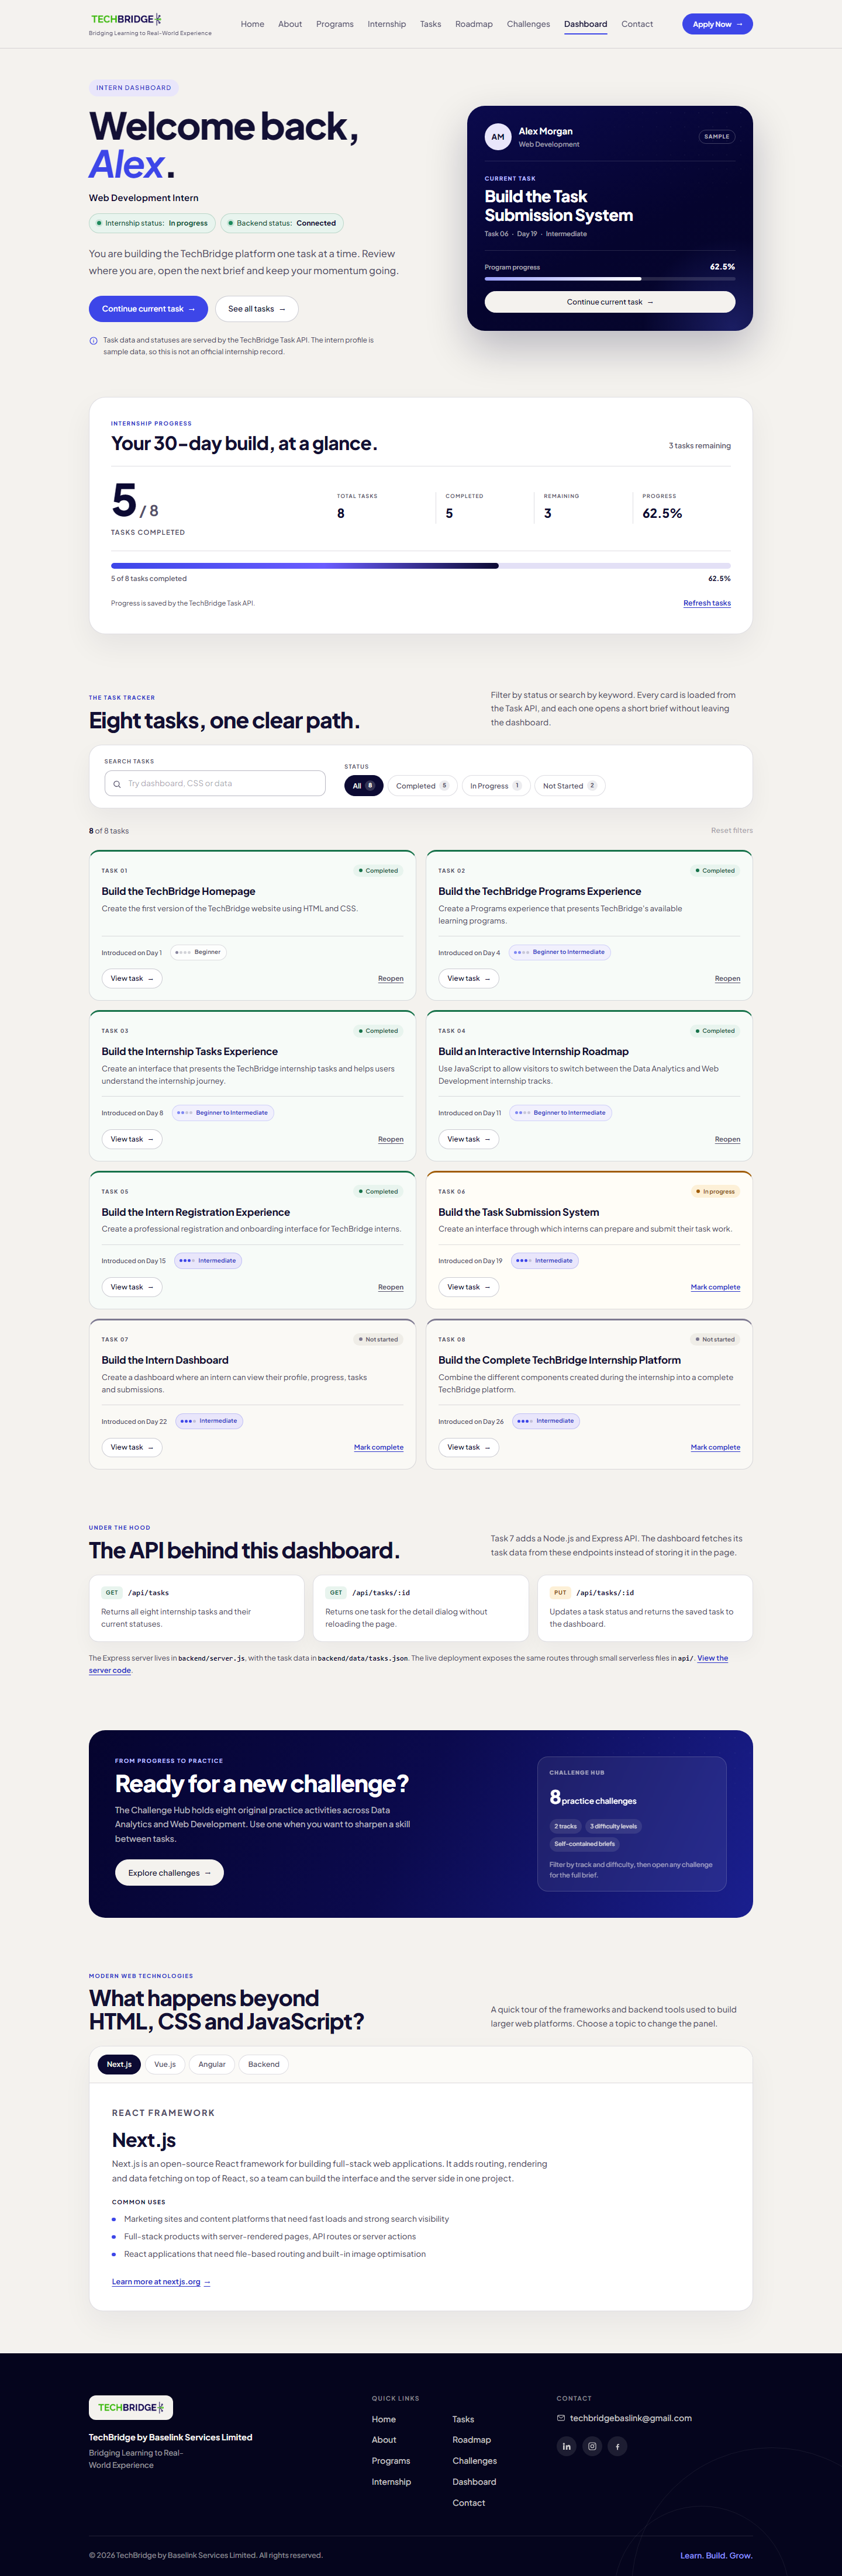 TECHBRIDGE
Bridging Learning to Real-World Experience
Home About Programs Internship Tasks Roadmap Challenges Dashboard Contact
Apply Now →
INTERN DASHBOARD
Welcome back,
Alex.
Web Development Intern
Internship status: In progress
Backend status: Connected
You are building the TechBridge platform one task at a time. Review
where you are, open the next brief and keep your momentum going.
Continue current task →
See all tasks →
Task data and statuses are served by the TechBridge Task API. The intern profile is
sample data, so this is not an official internship record.
AM
Alex Morgan
Web Development
SAMPLE
CURRENT TASK
Build the Task
Submission System
Task 06 · Day 19 · Intermediate
Program progress 62.5%
Continue current task →
INTERNSHIP PROGRESS
Your 30-day build, at a glance.
3 tasks remaining
5 / 8
TASKS COMPLETED
TOTAL TASKS
8
COMPLETED
5
REMAINING
3
PROGRESS
62.5%
5 of 8 tasks completed 62.5%
Progress is saved by the TechBridge Task API.
Refresh tasks
THE TASK TRACKER
Eight tasks, one clear path.
Filter by status or search by keyword. Every card is loaded from
the Task API, and each one opens a short brief without leaving
the dashboard.
SEARCH TASKS
Try dashboard, CSS or data
STATUS
All 8
Completed 5
In Progress 1
Not Started 2
8 of 8 tasks
Reset filters
TASK 01
Completed
Build the TechBridge Homepage
Create the first version of the TechBridge website using HTML and CSS.
Introduced on Day 1
Beginner
View task →
Reopen
TASK 02
Completed
Build the TechBridge Programs Experience
Create a Programs experience that presents TechBridge's available
learning programs.
Introduced on Day 4
Beginner to Intermediate
View task →
Reopen
TASK 03
Completed
Build the Internship Tasks Experience
Create an interface that presents the TechBridge internship tasks and helps users
understand the internship journey.
Introduced on Day 8
Beginner to Intermediate
View task →
Reopen
TASK 04
Completed
Build an Interactive Internship Roadmap
Use JavaScript to allow visitors to switch between the Data Analytics and Web
Development internship tracks.
Introduced on Day 11
Beginner to Intermediate
View task →
Reopen
TASK 05
Completed
Build the Intern Registration Experience
Create a professional registration and onboarding interface for TechBridge interns.
Introduced on Day 15
Intermediate
View task →
Reopen
TASK 06
In progress
Build the Task Submission System
Create an interface through which interns can prepare and submit their task work.
Introduced on Day 19
Intermediate
View task →
Mark complete
TASK 07
Not started
Build the Intern Dashboard
Create a dashboard where an intern can view their profile, progress, tasks
and submissions.
Introduced on Day 22
Intermediate
View task →
Mark complete
TASK 08
Not started
Build the Complete TechBridge Internship Platform
Combine the different components created during the internship into a complete
TechBridge platform.
Introduced on Day 26
Intermediate
View task →
Mark complete
UNDER THE HOOD
The API behind this dashboard.
Task 7 adds a Node.js and Express API. The dashboard fetches its
task data from these endpoints instead of storing it in the page.
GET /api/tasks
Returns all eight internship tasks and their
current statuses.
GET /api/tasks/:id
Returns one task for the detail dialog without
reloading the page.
PUT /api/tasks/:id
Updates a task status and returns the saved task to
the dashboard.
The Express server lives in backend/server.js, with the task data in backend/data/tasks.json. The live deployment exposes the same routes through small serverless files in api/. View the
server code.
FROM PROGRESS TO PRACTICE
Ready for a new challenge?
The Challenge Hub holds eight original practice activities across Data
Analytics and Web Development. Use one when you want to sharpen a skill
between tasks.
Explore challenges →
CHALLENGE HUB
8 practice challenges
2 tracks
3 difficulty levels
Self-contained briefs
Filter by track and difficulty, then open any challenge
for the full brief.
MODERN WEB TECHNOLOGIES
What happens beyond
HTML, CSS and JavaScript?
A quick tour of the frameworks and backend tools used to build
larger web platforms. Choose a topic to change the panel.
Next.js Vue.js Angular Backend
REACT FRAMEWORK
Next.js
Next.js is an open-source React framework for building full-stack web applications. It adds routing, rendering
and data fetching on top of React, so a team can build the interface and the server side in one project.
COMMON USES
Marketing sites and content platforms that need fast loads and strong search visibility
Full-stack products with server-rendered pages, API routes or server actions
React applications that need file-based routing and built-in image optimisation
Learn more at nextjs.org →
TECHBRIDGE
TechBridge by Baselink Services Limited
Bridging Learning to Real-
World Experience
QUICK LINKS
Home
About
Programs
Internship
Tasks
Roadmap
Challenges
Dashboard
Contact
CONTACT
techbridgebaslink@gmail.com
© 2026 TechBridge by Baselink Services Limited. All rights reserved.
Learn. Build. Grow.